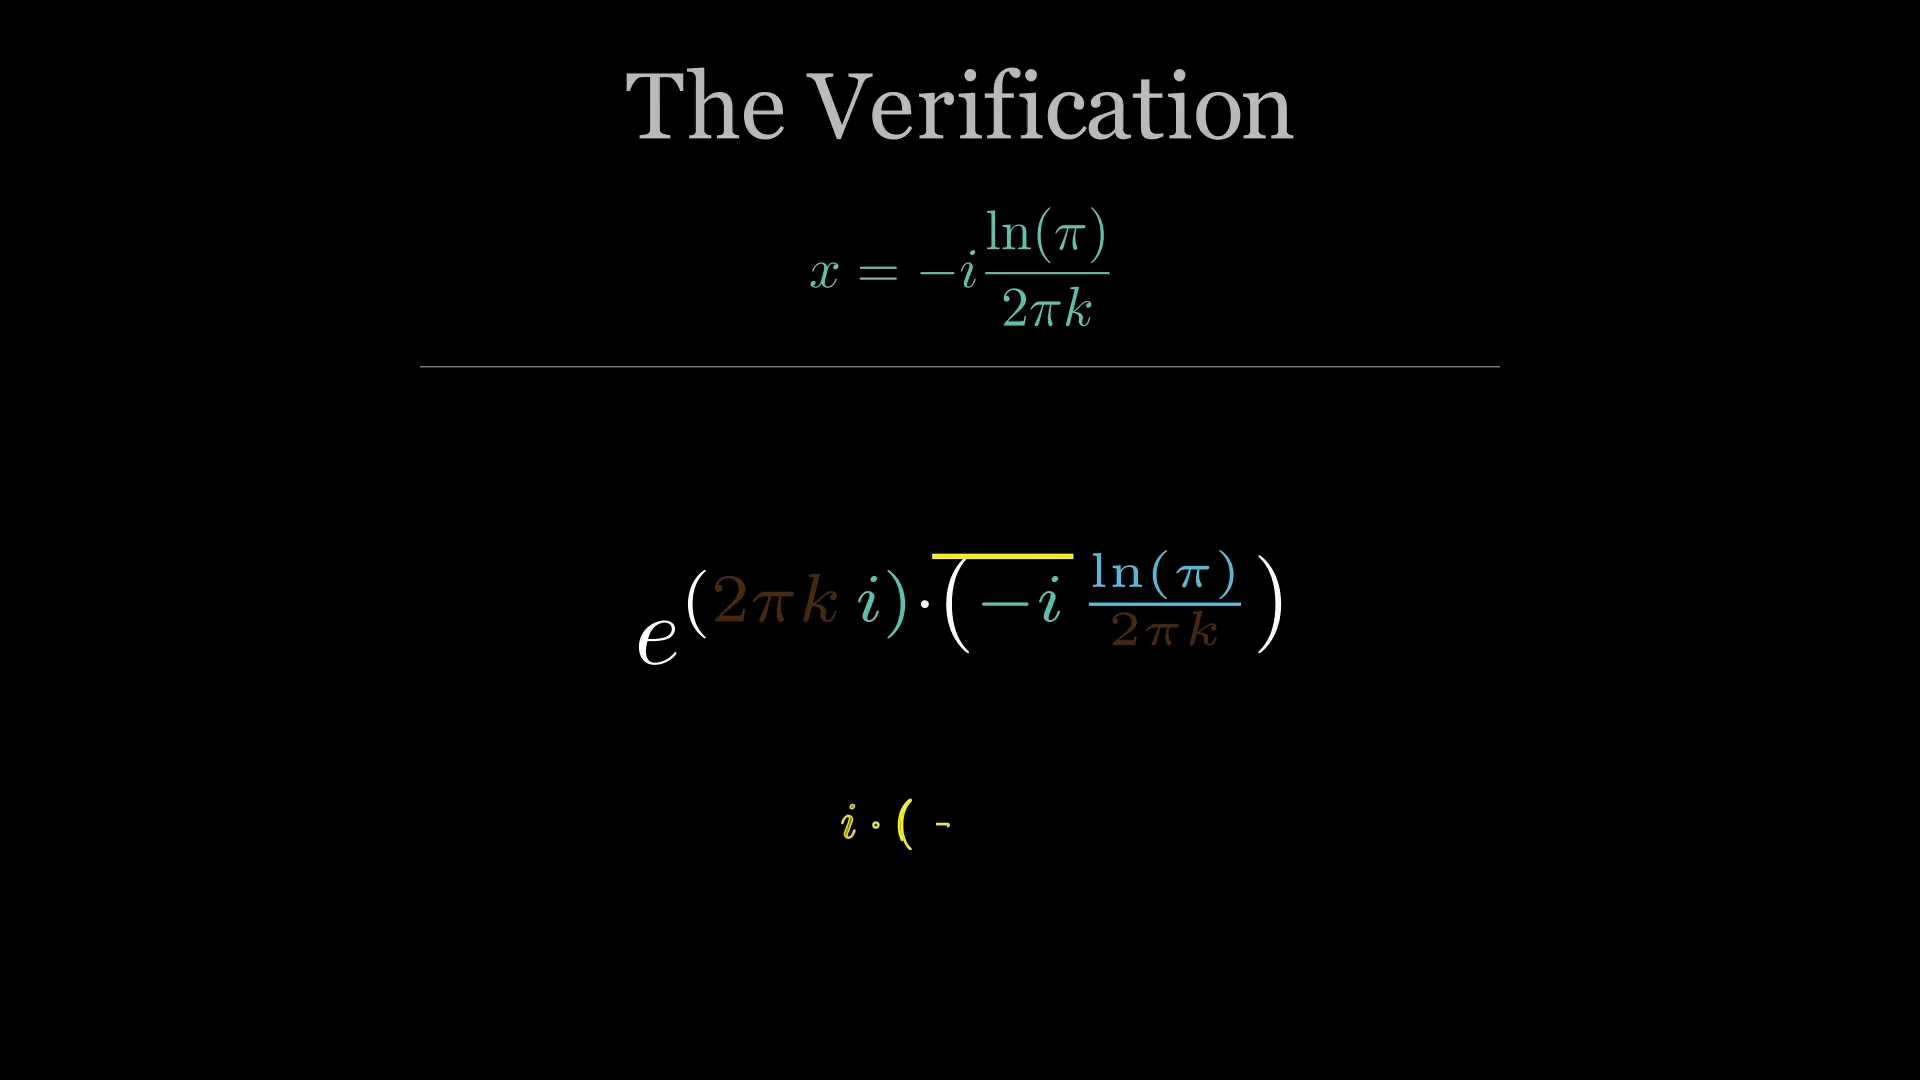 The Verification
x = −i ln(π) / 2πk
e^(2πk i)·(−i ln(π) / 2πk)
i · ( -